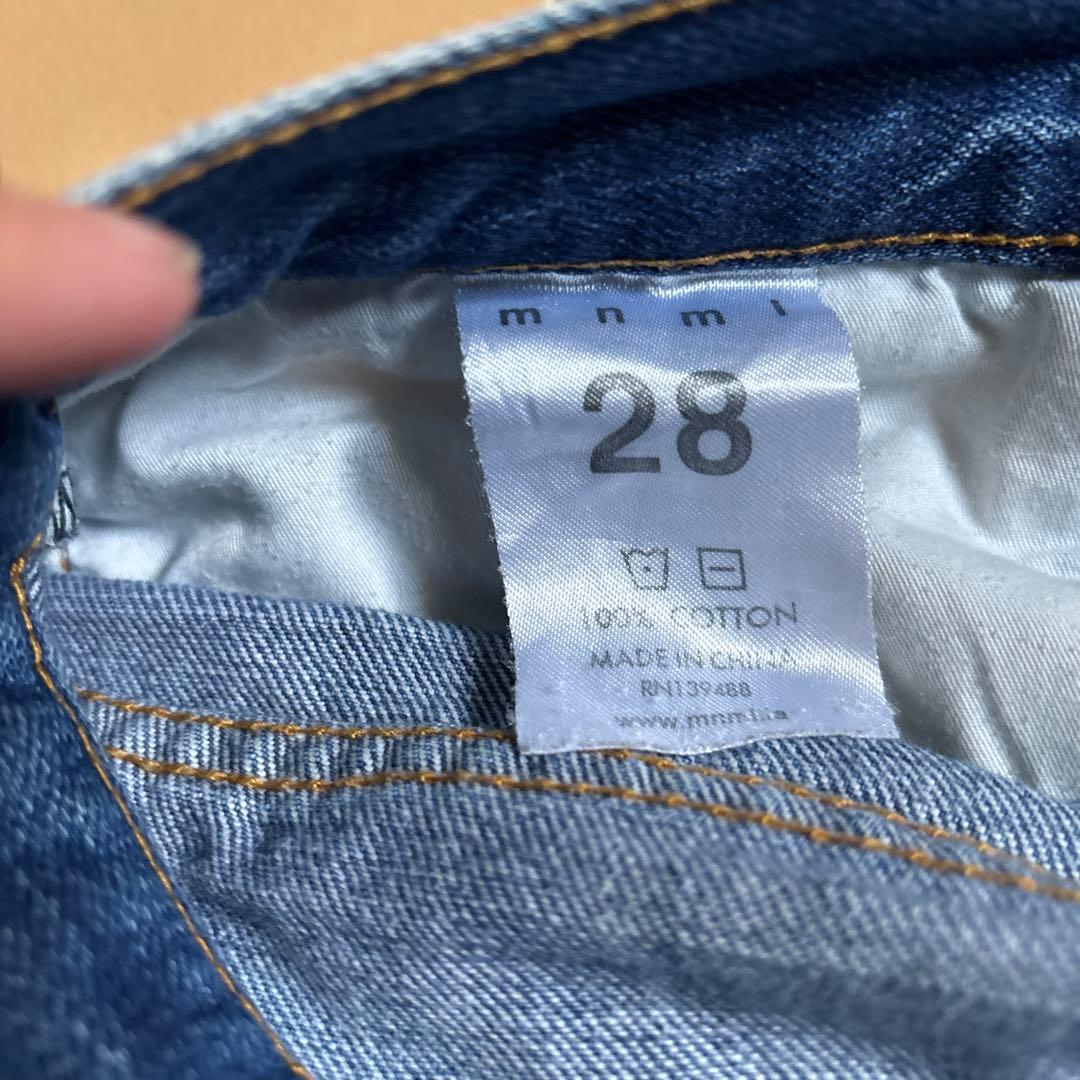 m n m l
28
100% COTTON
MADE IN CHINA
RN139488
www.mnml.la